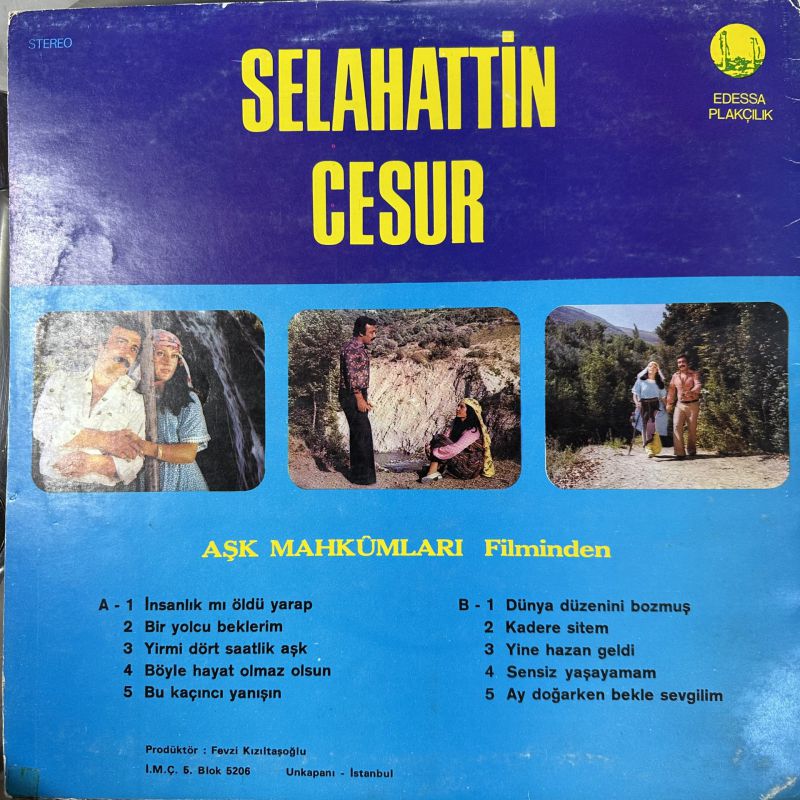 STEREO
SELAHATTİN
CESUR
EDESSA
PLAKÇILIK
AŞK MAHKÛMLARI Filminden
A - 1 İnsanlık mı öldü yarap
2 Bir yolcu beklerim
3 Yirmi dört saatlik aşk
4 Böyle hayat olmaz olsun
5 Bu kaçıncı yanışın
B - 1 Dünya düzenini bozmuş
2 Kadere sitem
3 Yine hazan geldi
4 Sensiz yaşayamam
5 Ay doğarken bekle sevgilim
Prodüktör : Fevzi Kızıltaşoğlu
İ.M.Ç. 5. Blok 5206 Unkapanı - İstanbul